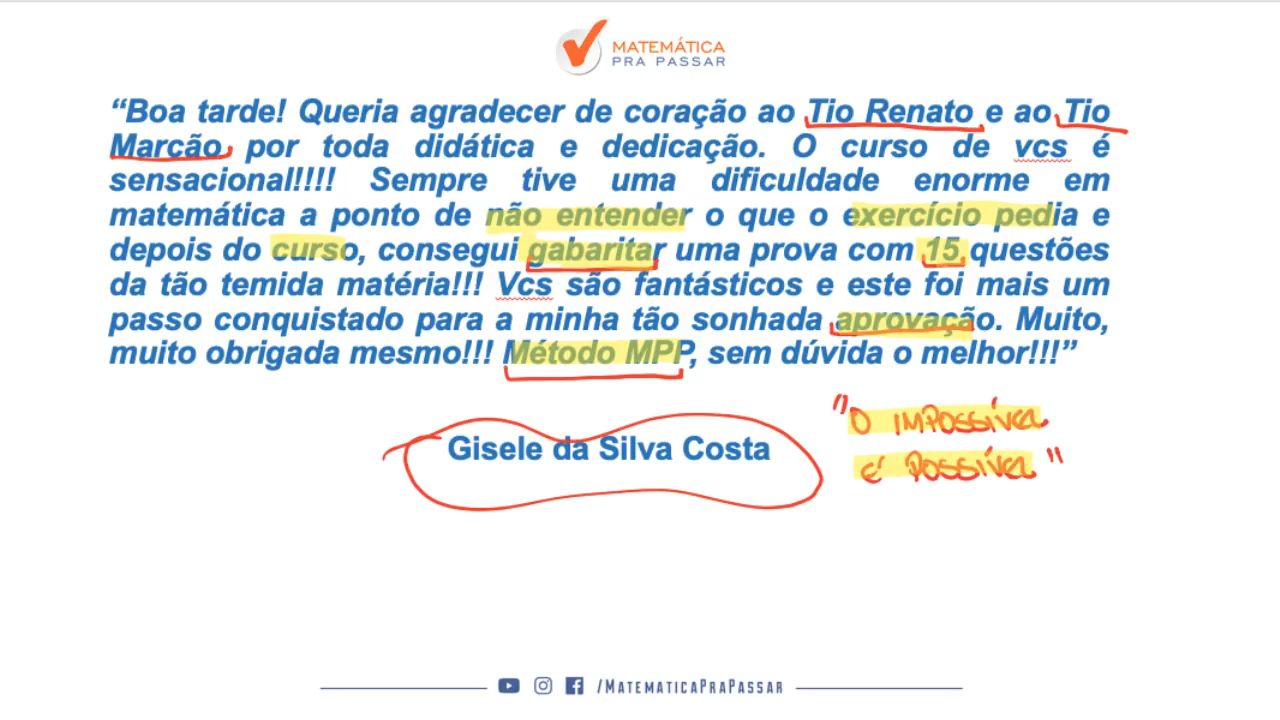 MATEMÁTICA
PRA PASSAR
“Boa tarde! Queria agradecer de coração ao Tio Renato e ao Tio
Marcão por toda didática e dedicação. O curso de vcs é
sensacional!!!! Sempre tive uma dificuldade enorme em
matemática a ponto de não entender o que o exercício pedia e
depois do curso, consegui gabaritar uma prova com 15 questões
da tão temida matéria!!! Vcs são fantásticos e este foi mais um
passo conquistado para a minha tão sonhada aprovação. Muito,
muito obrigada mesmo!!! Método MPP, sem dúvida o melhor!!!”
Gisele da Silva Costa
"O IMPOSSÍVEL
É POSSÍVEL"
/MATEMATICAPRAPASSAR